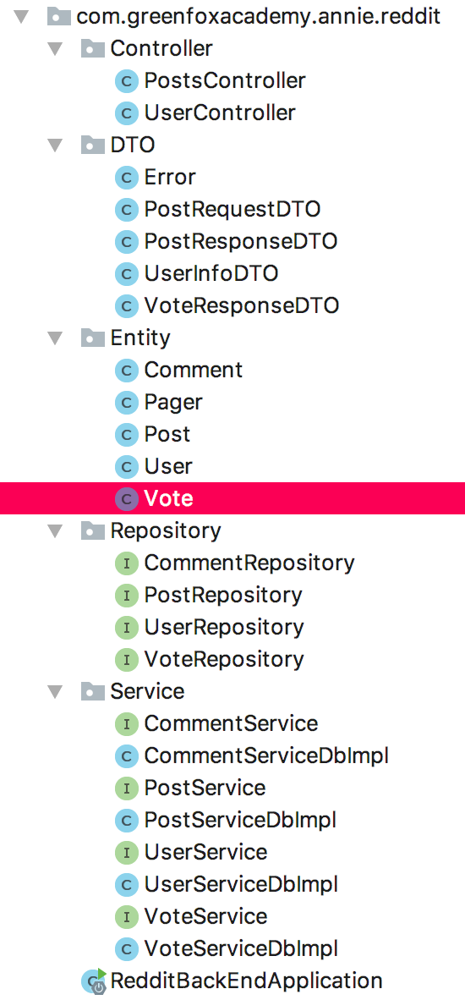 com.greenfoxacademy.annie.reddit
Controller
C PostsController
C UserController
DTO
C Error
C PostRequestDTO
C PostResponseDTO
C UserInfoDTO
C VoteResponseDTO
Entity
C Comment
C Pager
C Post
C User
C Vote
Repository
I CommentRepository
I PostRepository
I UserRepository
I VoteRepository
Service
I CommentService
C CommentServiceDbImpl
I PostService
C PostServiceDbImpl
I UserService
C UserServiceDbImpl
I VoteService
C VoteServiceDbImpl
C RedditBackEndApplication